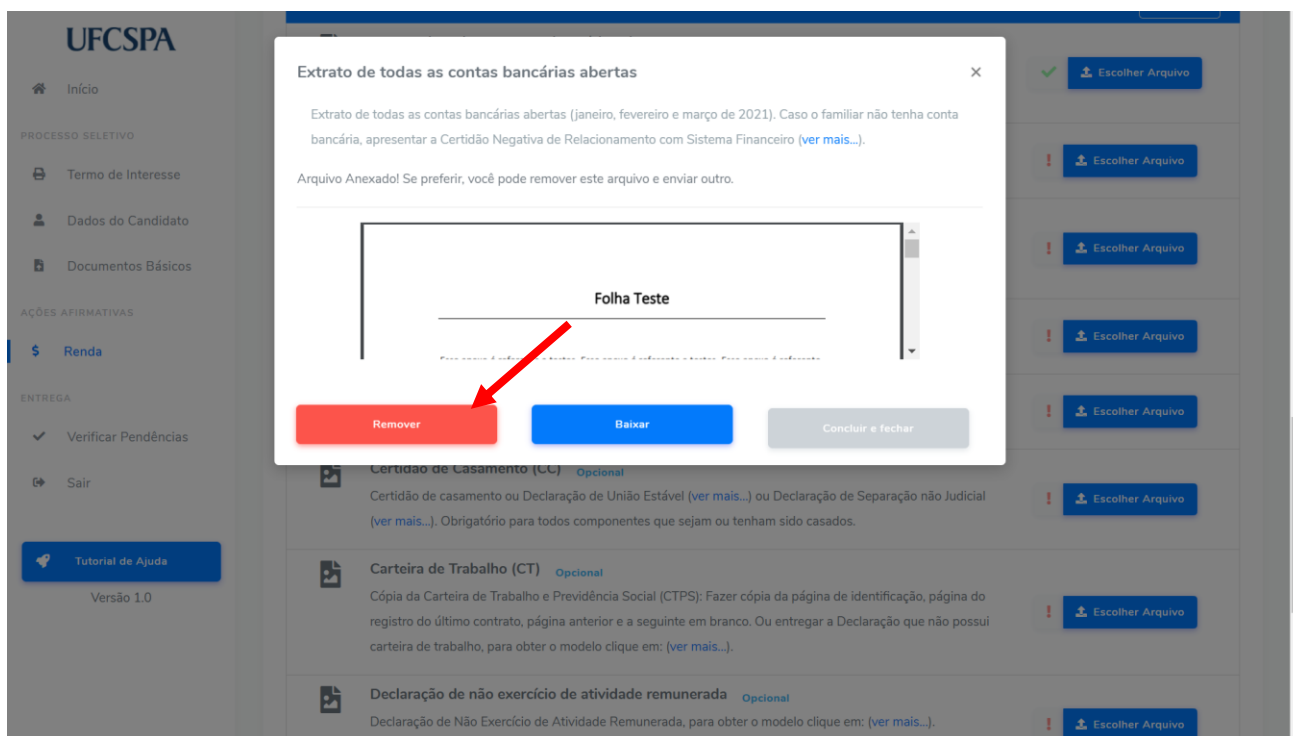 UFCSPA
Início
PROCESSO SELETIVO
Termo de Interesse
Dados do Candidato
Documentos Básicos
AÇÕES AFIRMATIVAS
$ Renda
ENTREGA
Verificar Pendências
Sair
Tutorial de Ajuda
Versão 1.0
Extrato de todas as contas bancárias abertas ×
Extrato de todas as contas bancárias abertas (janeiro, fevereiro e março de 2021). Caso o familiar não tenha conta
bancária, apresentar a Certidão Negativa de Relacionamento com Sistema Financeiro (ver mais...).
Arquivo Anexado! Se preferir, você pode remover este arquivo e enviar outro.
Folha Teste
Remover
Baixar
Concluir e fechar
Escolher Arquivo
! Escolher Arquivo
! Escolher Arquivo
! Escolher Arquivo
! Escolher Arquivo
Certidão de Casamento (CC) Opcional
Certidão de casamento ou Declaração de União Estável (ver mais...) ou Declaração de Separação não Judicial
(ver mais...). Obrigatório para todos componentes que sejam ou tenham sido casados.
! Escolher Arquivo
Carteira de Trabalho (CT) Opcional
Cópia da Carteira de Trabalho e Previdência Social (CTPS): Fazer cópia da página de identificação, página do
registro do último contrato, página anterior e a seguinte em branco. Ou entregar a Declaração que não possui
carteira de trabalho, para obter o modelo clique em: (ver mais...).
! Escolher Arquivo
Declaração de não exercício de atividade remunerada Opcional
Declaração de Não Exercício de Atividade Remunerada, para obter o modelo clique em: (ver mais...).
! Escolher Arquivo